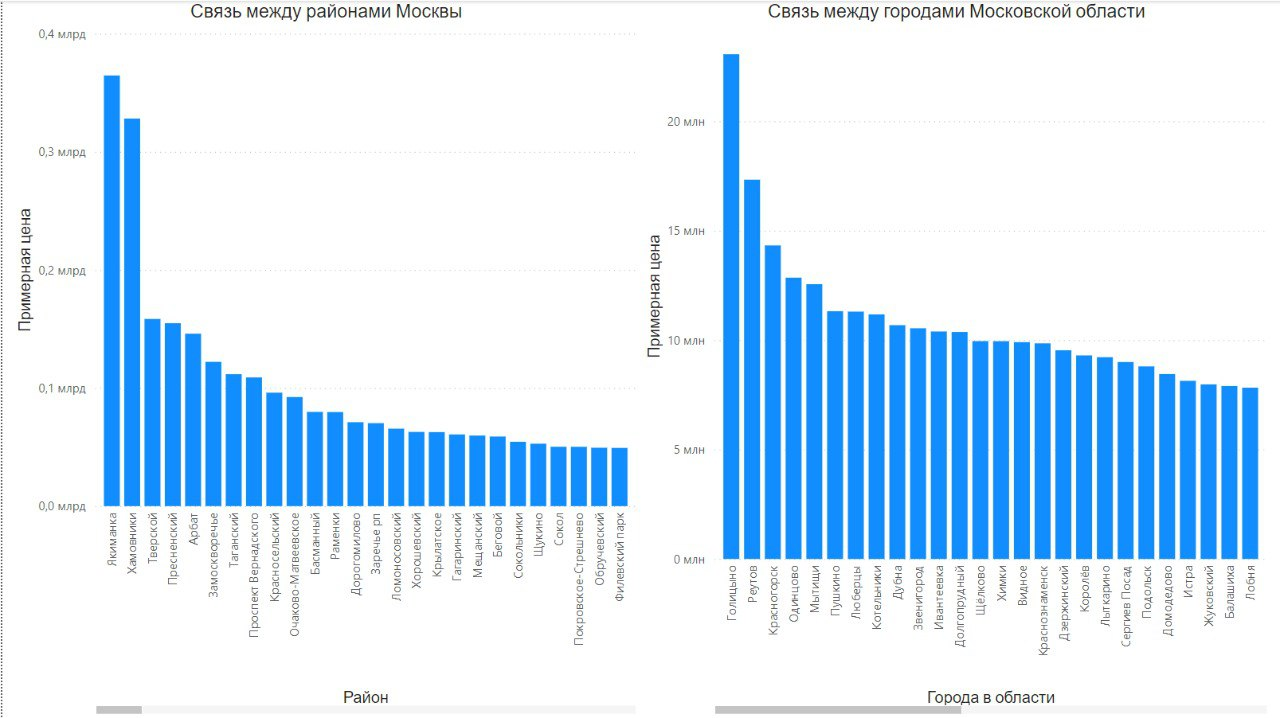 Связь между районами Москвы
0,4 млрд
0,3 млрд
0,2 млрд
0,1 млрд
0,0 млрд
Примерная цена
Якиманка
Хамовники
Тверской
Пресненский
Арбат
Замоскворечье
Таганский
Проспект Вернадского
Красносельский
Очаково-Матвеевское
Басманный
Раменки
Дорогомилово
Заречье рп
Ломоносовский
Хорошевский
Крылатское
Гагаринский
Мещанский
Беговой
Сокольники
Щукино
Сокол
Покровское-Стрешнево
Обручевский
Филевский парк
Район
Связь между городами Московской области
20 млн
15 млн
10 млн
5 млн
0 млн
Примерная цена
Голицыно
Реутов
Красногорск
Одинцово
Мытищи
Пушкино
Люберцы
Котельники
Дубна
Звенигород
Ивантеевка
Долгопрудный
Щёлково
Химки
Видное
Краснознаменск
Дзержинский
Королёв
Лыткарино
Сергиев Посад
Подольск
Домодедово
Истра
Жуковский
Балашиха
Лобня
Города в области